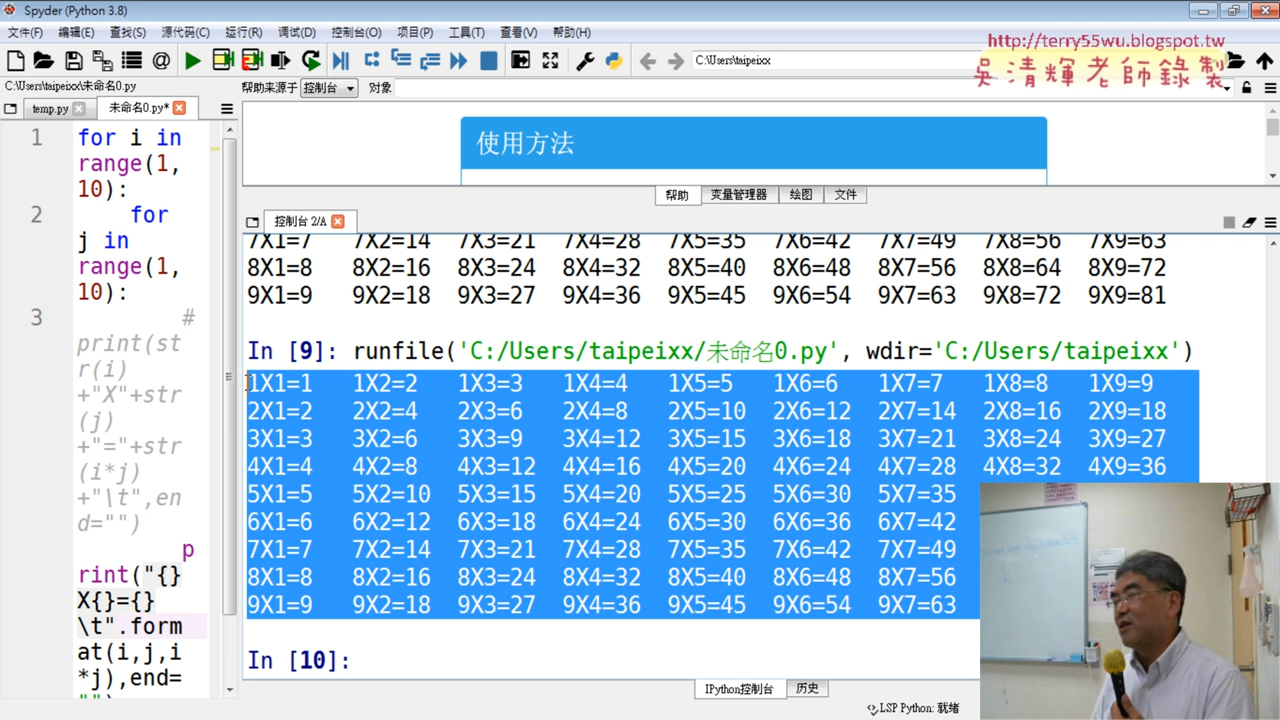 Spyder (Python 3.8)
文件(F) 编辑(E) 查找(S) 源代码(C) 运行(R) 调试(D) 控制台(O) 项目(P) 工具(T) 查看(V) 帮助(H)
http://terry55wu.blogspot.tw
C:\Users\taipeixx
吳清輝老師錄製
C:\Users\taipeixx\未命名0.py
帮助来源于 控制台 对象
temp.py 未命名0.py*
1 for i in
range(1,
10):
2 for
j in
range(1,
10):
3 #
print(st
r(i)
+"X"+str
(j)
+"="+str
(i*j)
+"\t",en
d="")
p
rint("{}
X{}={}
\t".form
at(i,j,i
*j),end=
使用方法
帮助 变量管理器 绘图 文件
控制台 2/A
7X1=7 7X2=14 7X3=21 7X4=28 7X5=35 7X6=42 7X7=49 7X8=56 7X9=63
8X1=8 8X2=16 8X3=24 8X4=32 8X5=40 8X6=48 8X7=56 8X8=64 8X9=72
9X1=9 9X2=18 9X3=27 9X4=36 9X5=45 9X6=54 9X7=63 9X8=72 9X9=81
In [9]: runfile('C:/Users/taipeixx/未命名0.py', wdir='C:/Users/taipeixx')
1X1=1 1X2=2 1X3=3 1X4=4 1X5=5 1X6=6 1X7=7 1X8=8 1X9=9
2X1=2 2X2=4 2X3=6 2X4=8 2X5=10 2X6=12 2X7=14 2X8=16 2X9=18
3X1=3 3X2=6 3X3=9 3X4=12 3X5=15 3X6=18 3X7=21 3X8=24 3X9=27
4X1=4 4X2=8 4X3=12 4X4=16 4X5=20 4X6=24 4X7=28 4X8=32 4X9=36
5X1=5 5X2=10 5X3=15 5X4=20 5X5=25 5X6=30 5X7=35
6X1=6 6X2=12 6X3=18 6X4=24 6X5=30 6X6=36 6X7=42
7X1=7 7X2=14 7X3=21 7X4=28 7X5=35 7X6=42 7X7=49
8X1=8 8X2=16 8X3=24 8X4=32 8X5=40 8X6=48 8X7=56
9X1=9 9X2=18 9X3=27 9X4=36 9X5=45 9X6=54 9X7=63
In [10]:
IPython控制台 历史
LSP Python: 就绪